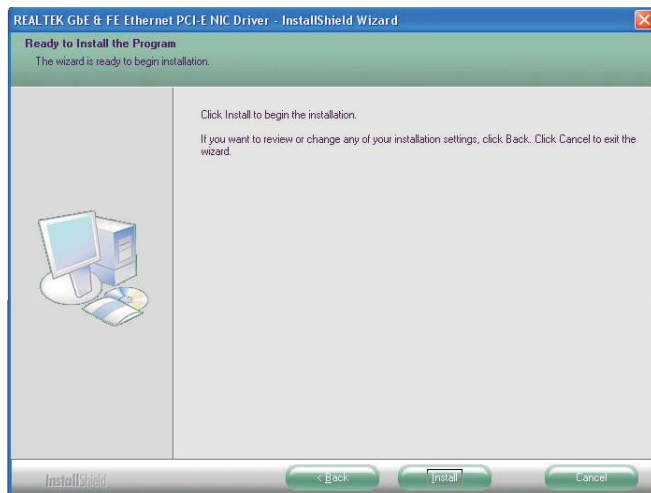 REALTEK GbE & FE Ethernet PCI-E NIC Driver - InstallShield Wizard
Ready to Install the Program
The wizard is ready to begin installation.
Click Install to begin the installation.
If you want to review or change any of your installation settings, click Back. Click Cancel to exit the
wizard.
InstallShield
< Back
Install
Cancel